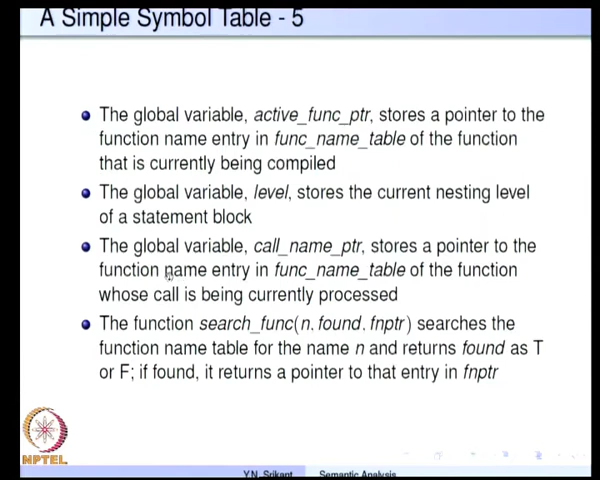 A Simple Symbol Table - 5
The global variable, active_func_ptr, stores a pointer to the
function name entry in func_name_table of the function
that is currently being compiled
The global variable, level, stores the current nesting level
of a statement block
The global variable, call_name_ptr, stores a pointer to the
function name entry in func_name_table of the function
whose call is being currently processed
The function search_func(n, found, fnptr) searches the
function name table for the name n and returns found as T
or F; if found, it returns a pointer to that entry in fnptr
NPTEL
Y.N. Srikant Semantic Analysis